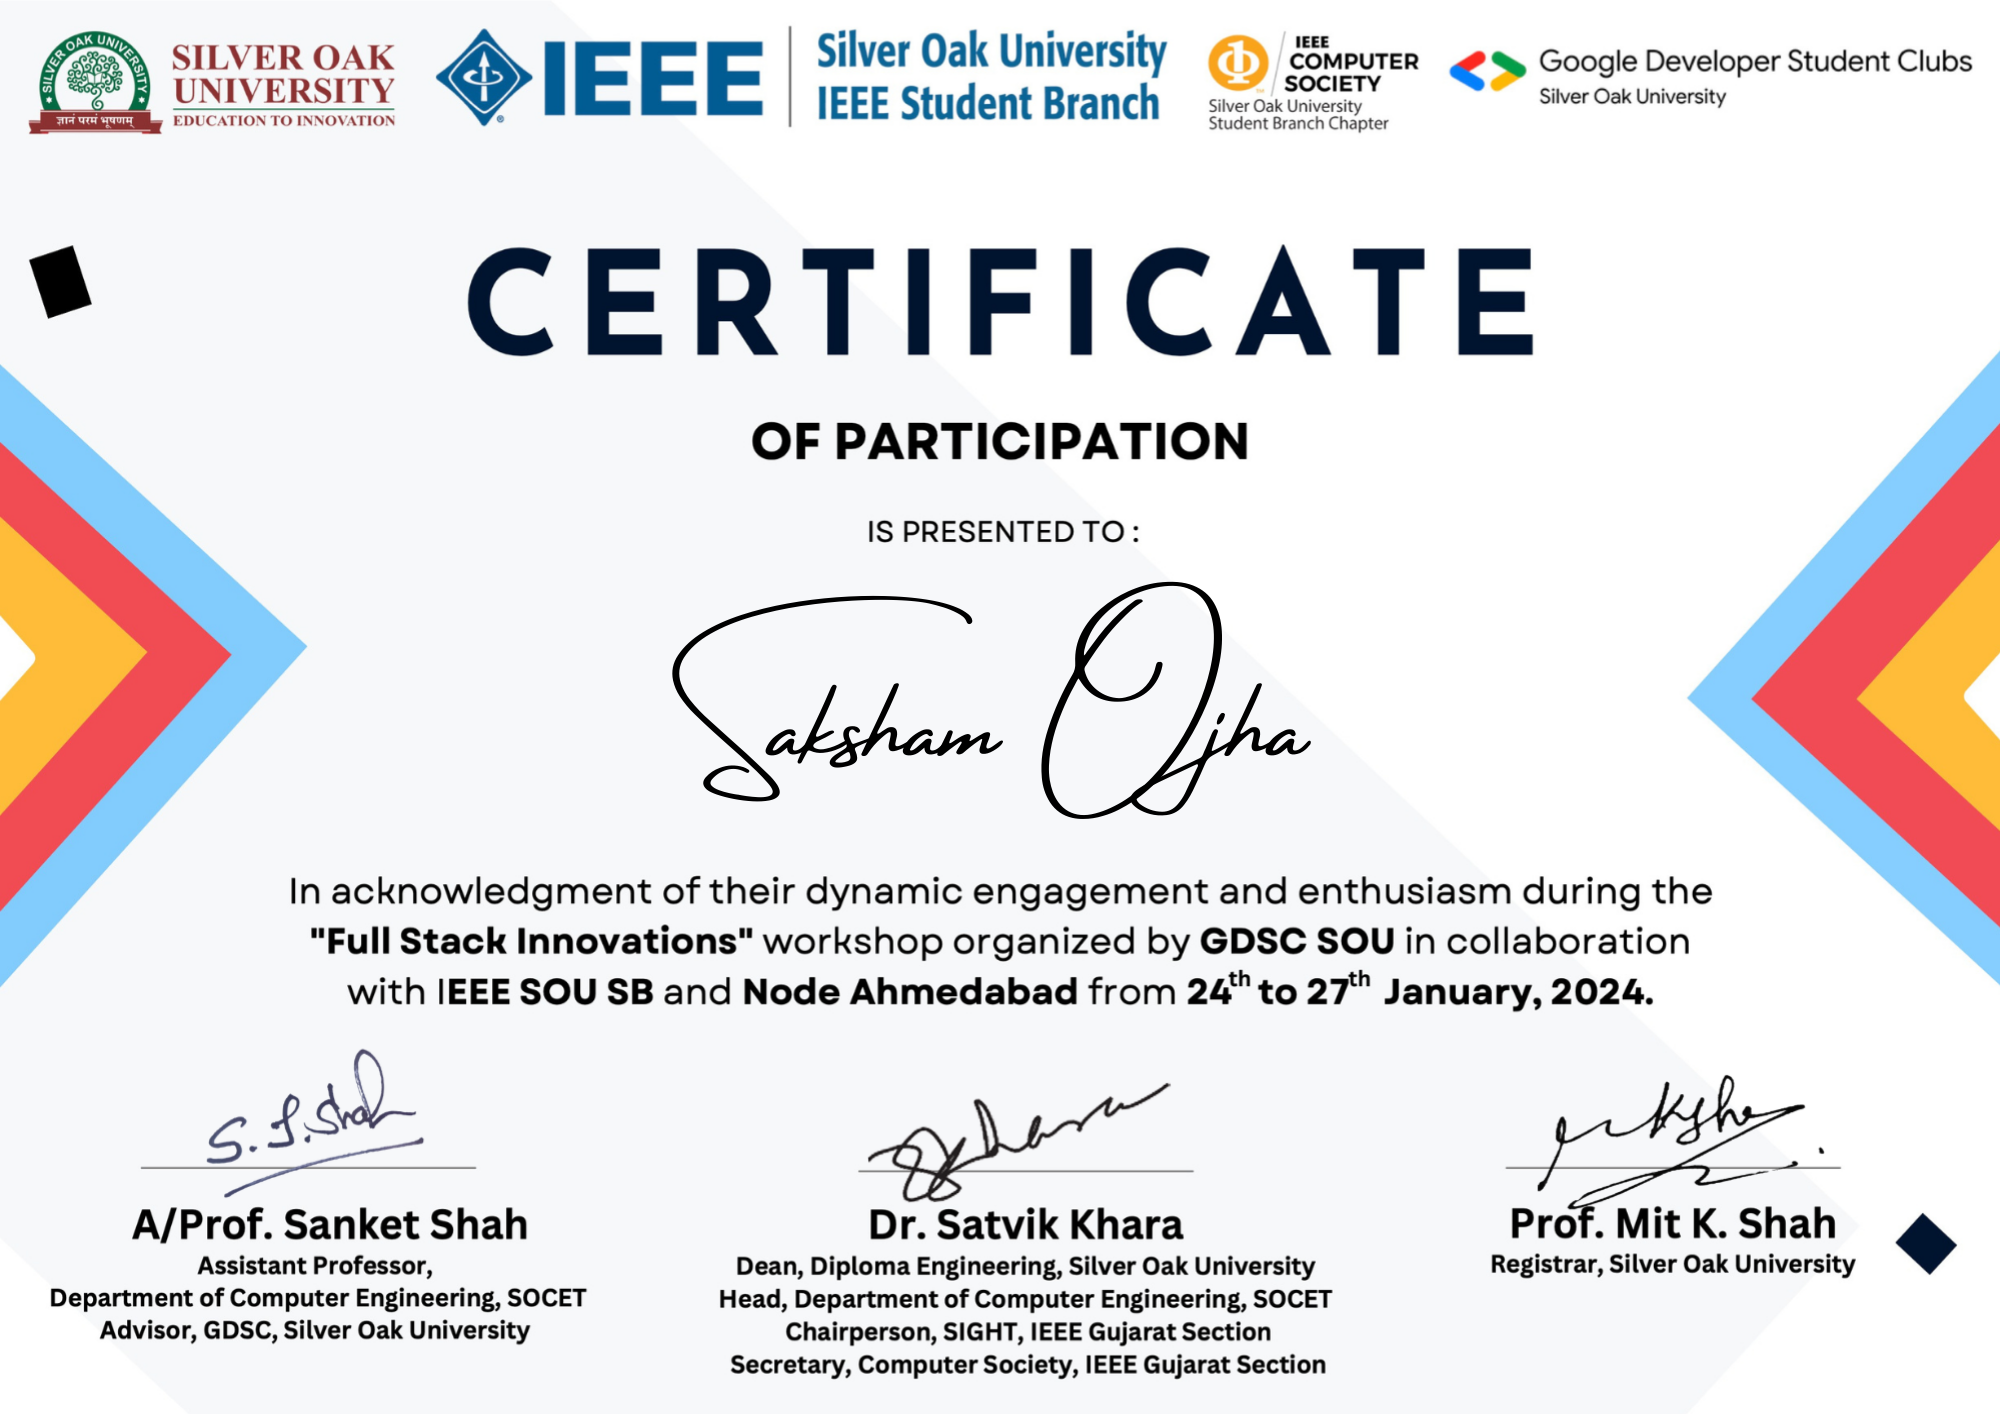 SILVER OAK UNIVERSITY
ज्ञानं परमं भूषणम्
SILVER OAK
UNIVERSITY
EDUCATION TO INNOVATION
IEEE
Silver Oak University
IEEE Student Branch
IEEE
COMPUTER
SOCIETY
Silver Oak University
Student Branch Chapter
Google Developer Student Clubs
Silver Oak University
CERTIFICATE
OF PARTICIPATION
IS PRESENTED TO :
Saksham Ojha
In acknowledgment of their dynamic engagement and enthusiasm during the
"Full Stack Innovations" workshop organized by GDSC SOU in collaboration
with IEEE SOU SB and Node Ahmedabad from 24th to 27th January, 2024.
S. J. Shah
A/Prof. Sanket Shah
Assistant Professor,
Department of Computer Engineering, SOCET
Advisor, GDSC, Silver Oak University
Dr. Satvik Khara
Dean, Diploma Engineering, Silver Oak University
Head, Department of Computer Engineering, SOCET
Chairperson, SIGHT, IEEE Gujarat Section
Secretary, Computer Society, IEEE Gujarat Section
Prof. Mit K. Shah
Registrar, Silver Oak University